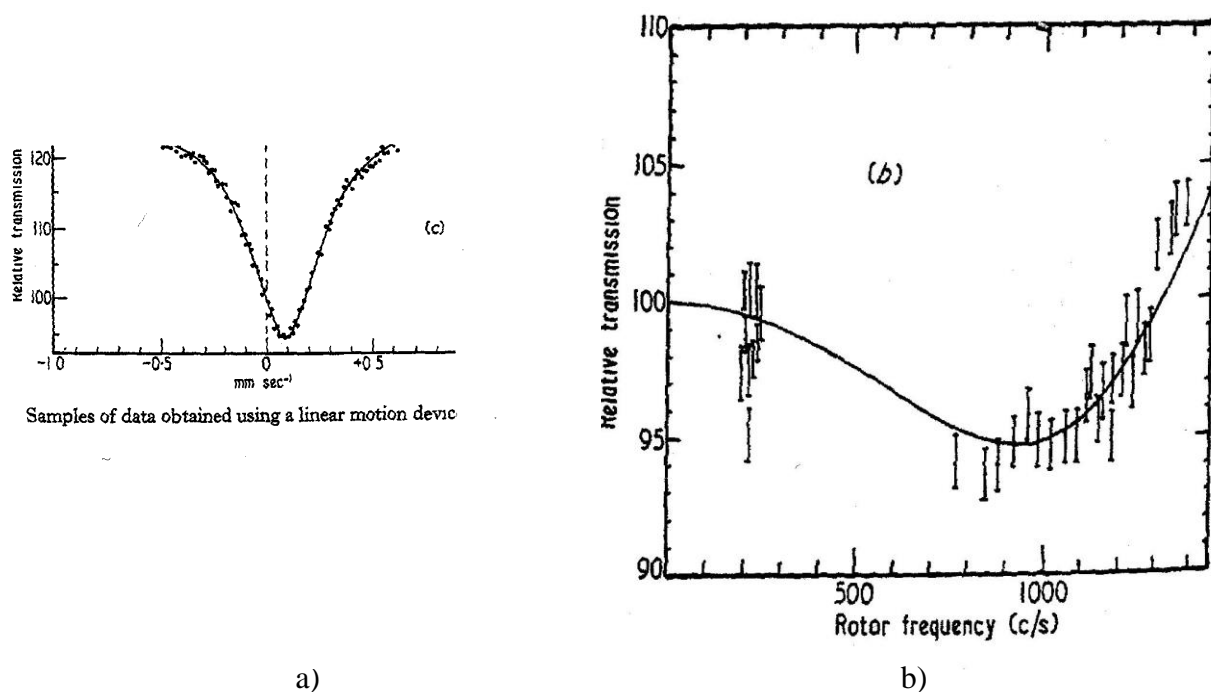 Relative transmission
120
110
100
(c)
-1·0
-0·5
0
+0·5
mm sec⁻¹
Samples of data obtained using a linear motion devic
a)
Relative transmission
110
105
100
95
90
(b)
500
1000
Rotor frequency (c/s)
b)